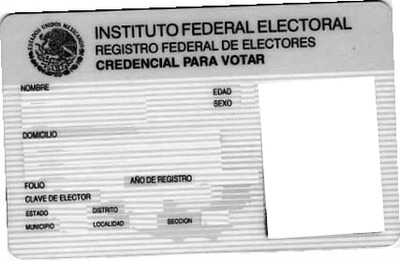 ESTADOS UNIDOS MEXICANOS
INSTITUTO FEDERAL ELECTORAL
REGISTRO FEDERAL DE ELECTORES
CREDENCIAL PARA VOTAR
NOMBRE
EDAD
SEXO
DOMICILIO
FOLIO AÑO DE REGISTRO
CLAVE DE ELECTOR
ESTADO DISTRITO
MUNICIPIO LOCALIDAD SECCION